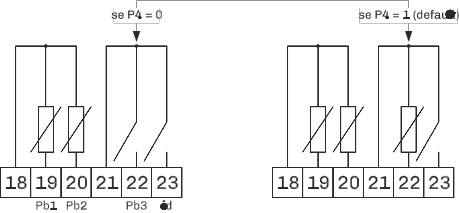 se P4 = 0
se P4 = 1
18 19 20 21 22 23
18 19 20 21 22 23
Pb1 Pb2 Pb3